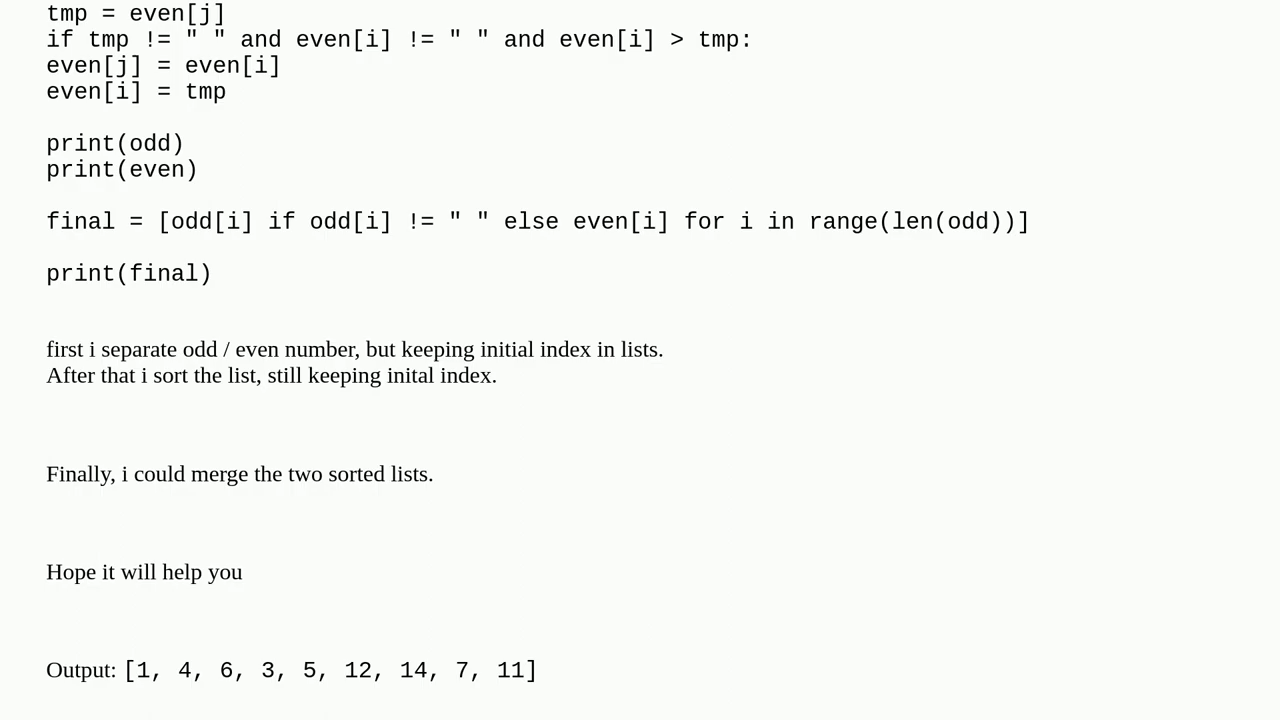 tmp = even[j]
if tmp != " " and even[i] != " " and even[i] > tmp:
even[j] = even[i]
even[i] = tmp
print(odd)
print(even)
final = [odd[i] if odd[i] != " " else even[i] for i in range(len(odd))]
print(final)
first i separate odd / even number, but keeping initial index in lists.
After that i sort the list, still keeping inital index.
Finally, i could merge the two sorted lists.
Hope it will help you
Output: [1, 4, 6, 3, 5, 12, 14, 7, 11]